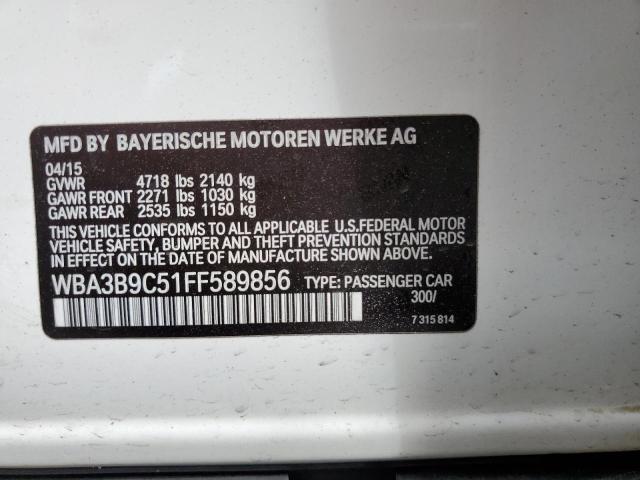 MFD BY BAYERISCHE MOTOREN WERKE AG
04/15
GVWR 4718 lbs 2140 kg
GAWR FRONT 2271 lbs 1030 kg
GAWR REAR 2535 lbs 1150 kg
THIS VEHICLE CONFORMS TO ALL APPLICABLE U.S.FEDERAL MOTOR
VEHICLE SAFETY, BUMPER AND THEFT PREVENTION STANDARDS
IN EFFECT ON THE DATE OF MANUFACTURE SHOWN ABOVE.
WBA3B9C51FF589856 TYPE: PASSENGER CAR
300/
7 315 814